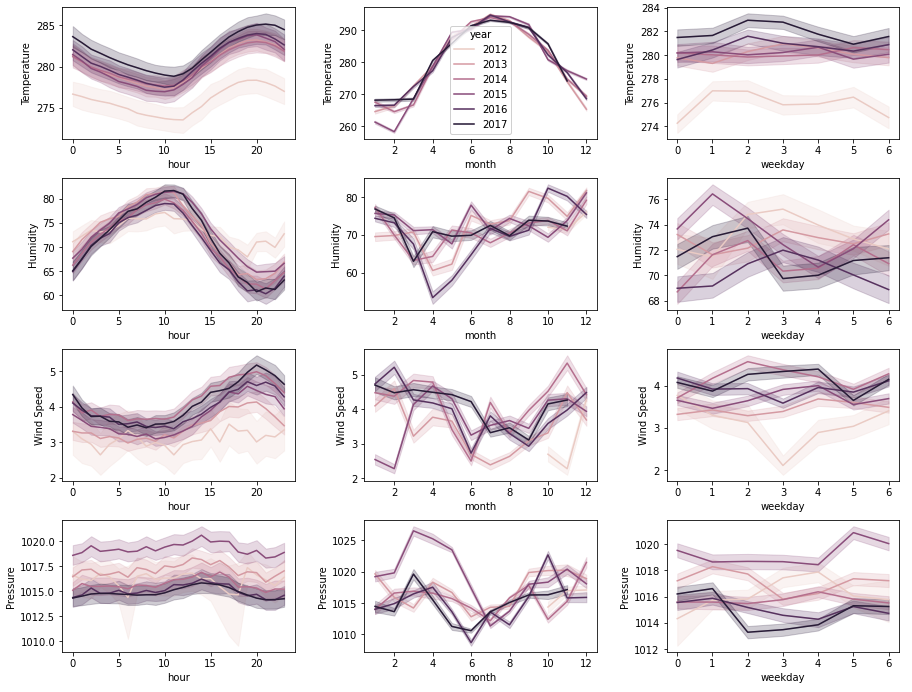 285
280
275
Temperature
0 5 10 15 20
hour
290
280
270
260
Temperature
year
2012
2013
2014
2015
2016
2017
2 4 6 8 10 12
month
284
282
280
278
276
274
Temperature
0 1 2 3 4 5 6
weekday
80
75
70
65
60
Humidity
0 5 10 15 20
hour
80
70
60
Humidity
2 4 6 8 10 12
month
76
74
72
70
68
Humidity
0 1 2 3 4 5 6
weekday
5
4
3
2
Wind Speed
0 5 10 15 20
hour
5
4
3
2
Wind Speed
2 4 6 8 10 12
month
4
3
2
Wind Speed
0 1 2 3 4 5 6
weekday
1020.0
1017.5
1015.0
1012.5
1010.0
Pressure
0 5 10 15 20
hour
1025
1020
1015
1010
Pressure
2 4 6 8 10 12
month
1020
1018
1016
1014
1012
Pressure
0 1 2 3 4 5 6
weekday